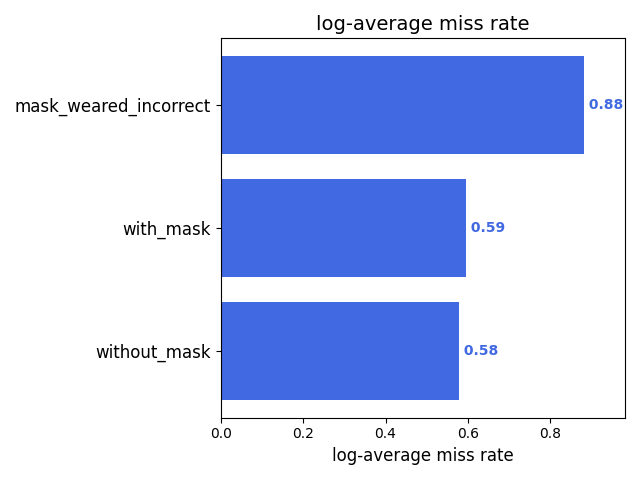 log-average miss rate
mask_weared_incorrect
0.88
with_mask
0.59
without_mask
0.58
0.0 0.2 0.4 0.6 0.8
log-average miss rate